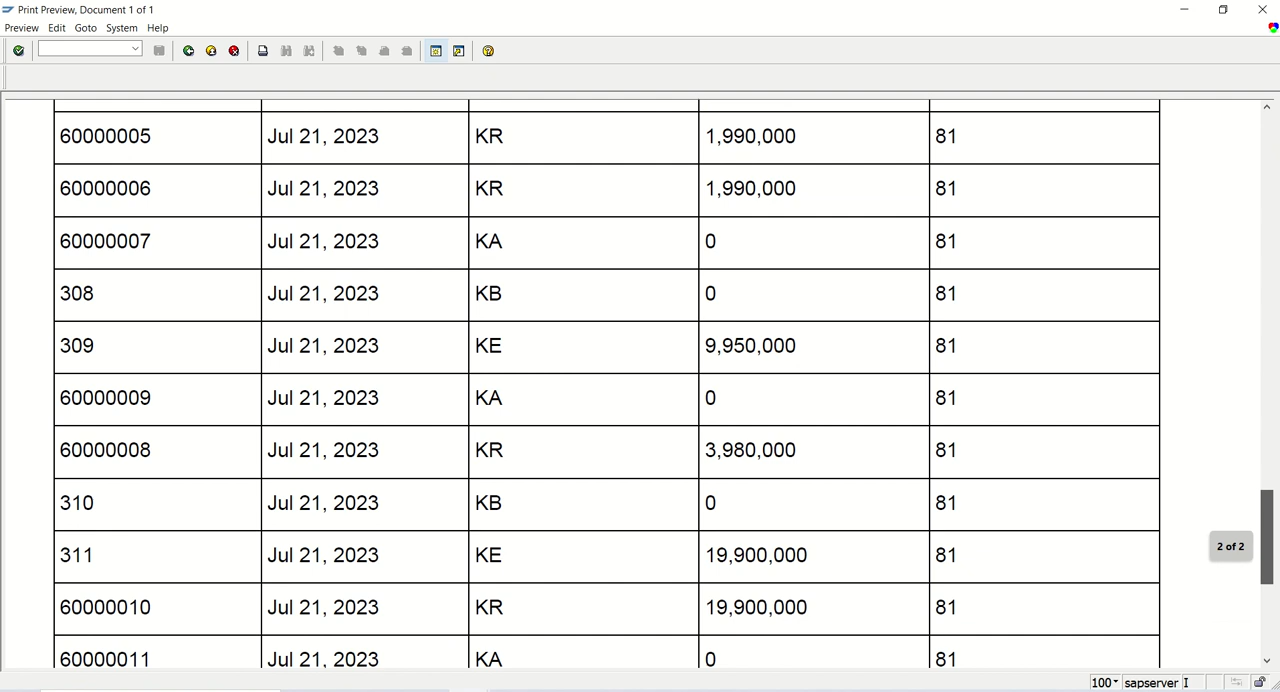 Print Preview, Document 1 of 1
Preview Edit Goto System Help
60000005 Jul 21, 2023 KR 1,990,000 81
60000006 Jul 21, 2023 KR 1,990,000 81
60000007 Jul 21, 2023 KA 0 81
308 Jul 21, 2023 KB 0 81
309 Jul 21, 2023 KE 9,950,000 81
60000009 Jul 21, 2023 KA 0 81
60000008 Jul 21, 2023 KR 3,980,000 81
310 Jul 21, 2023 KB 0 81
311 Jul 21, 2023 KE 19,900,000 81
2 of 2
60000010 Jul 21, 2023 KR 19,900,000 81
60000011 Jul 21, 2023 KA 0 81
100 sapserver